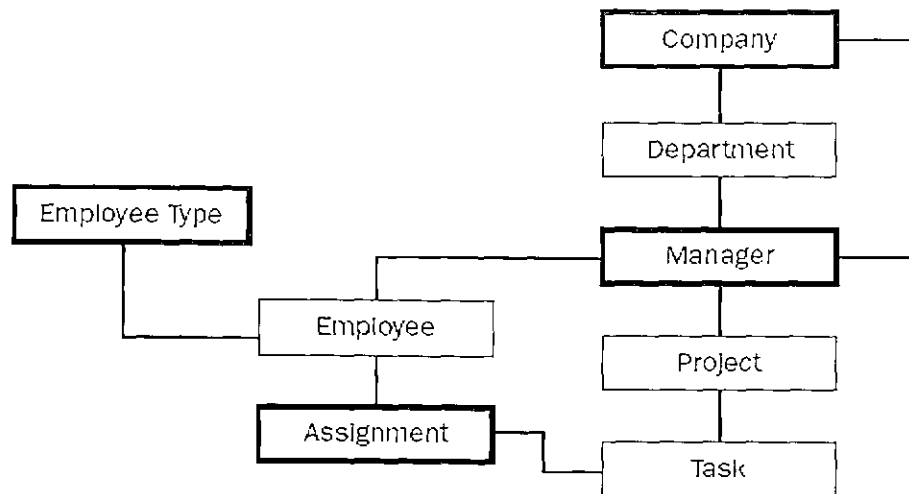 Company
Department
Employee Type
Manager
Employee
Project
Assignment
Task